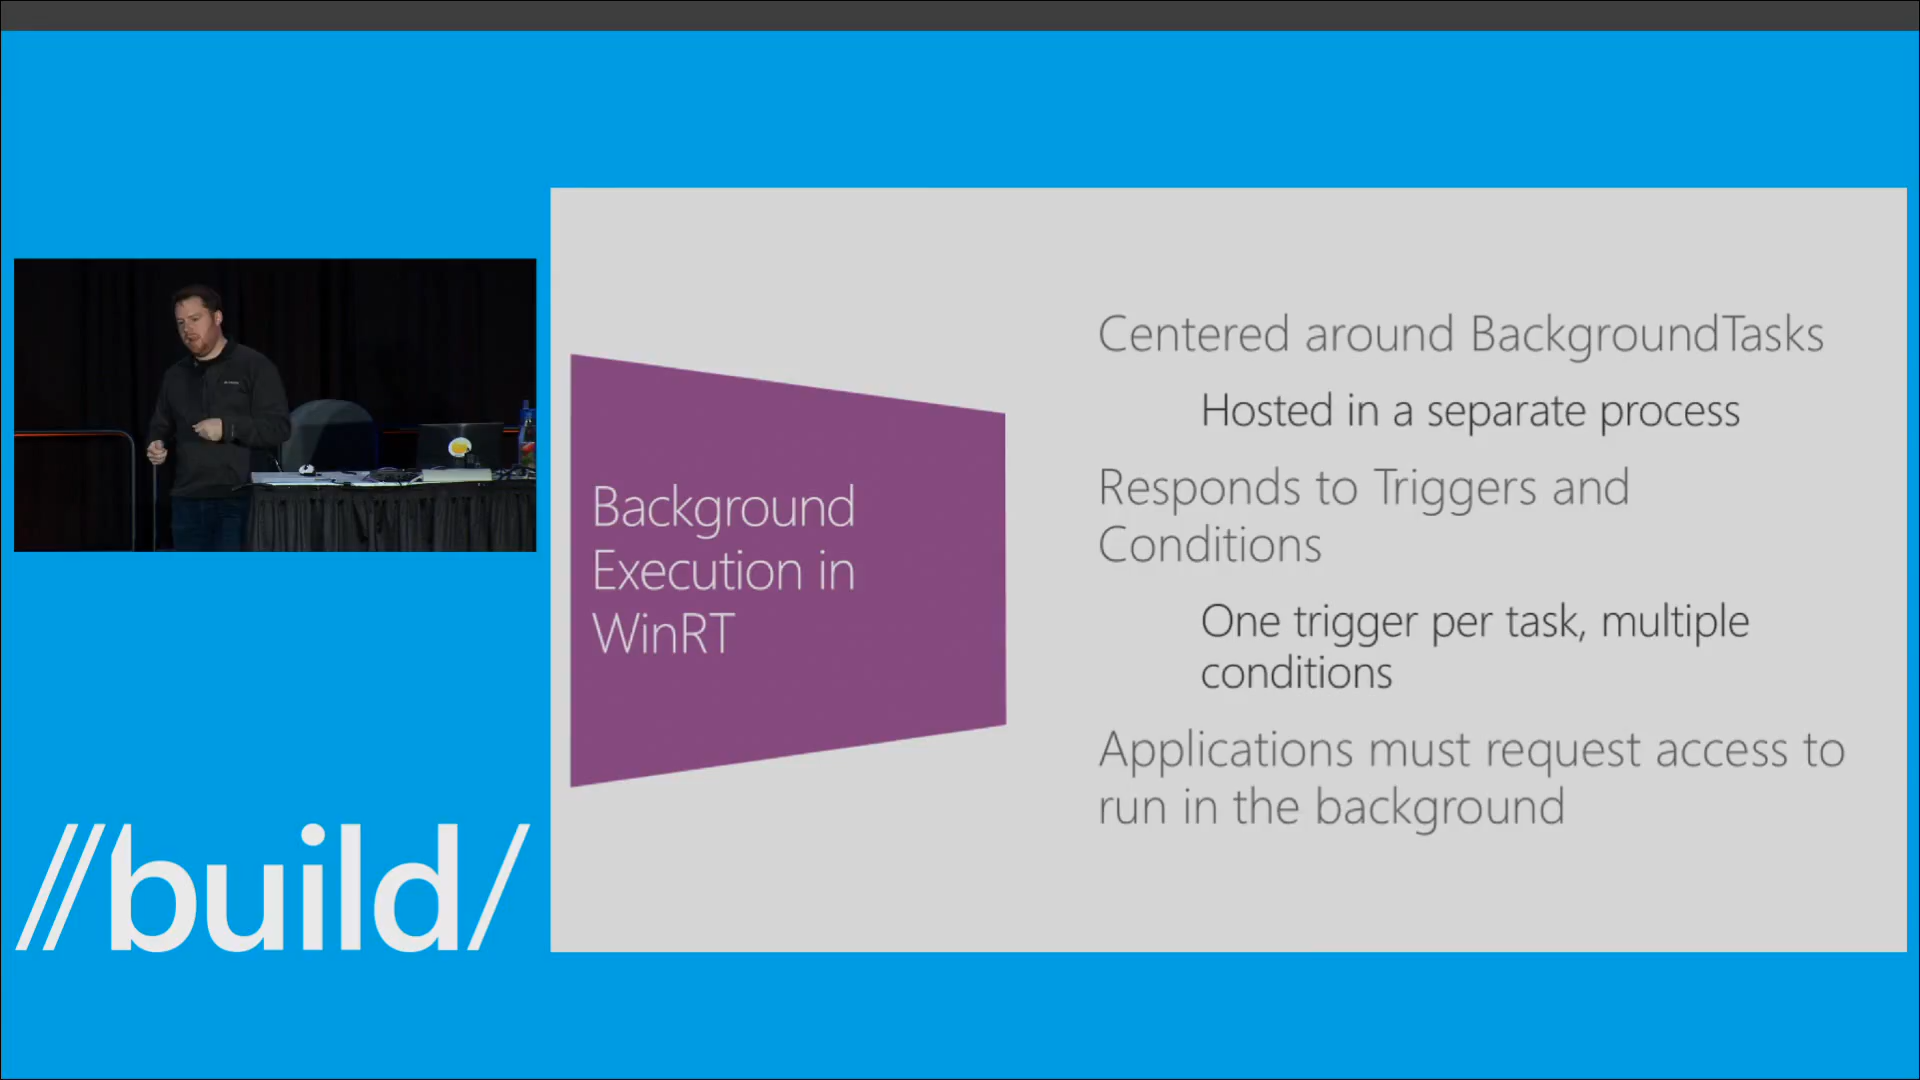 Background
Execution in
WinRT
Centered around BackgroundTasks
Hosted in a separate process
Responds to Triggers and
Conditions
One trigger per task, multiple
conditions
Applications must request access to
run in the background
//build/